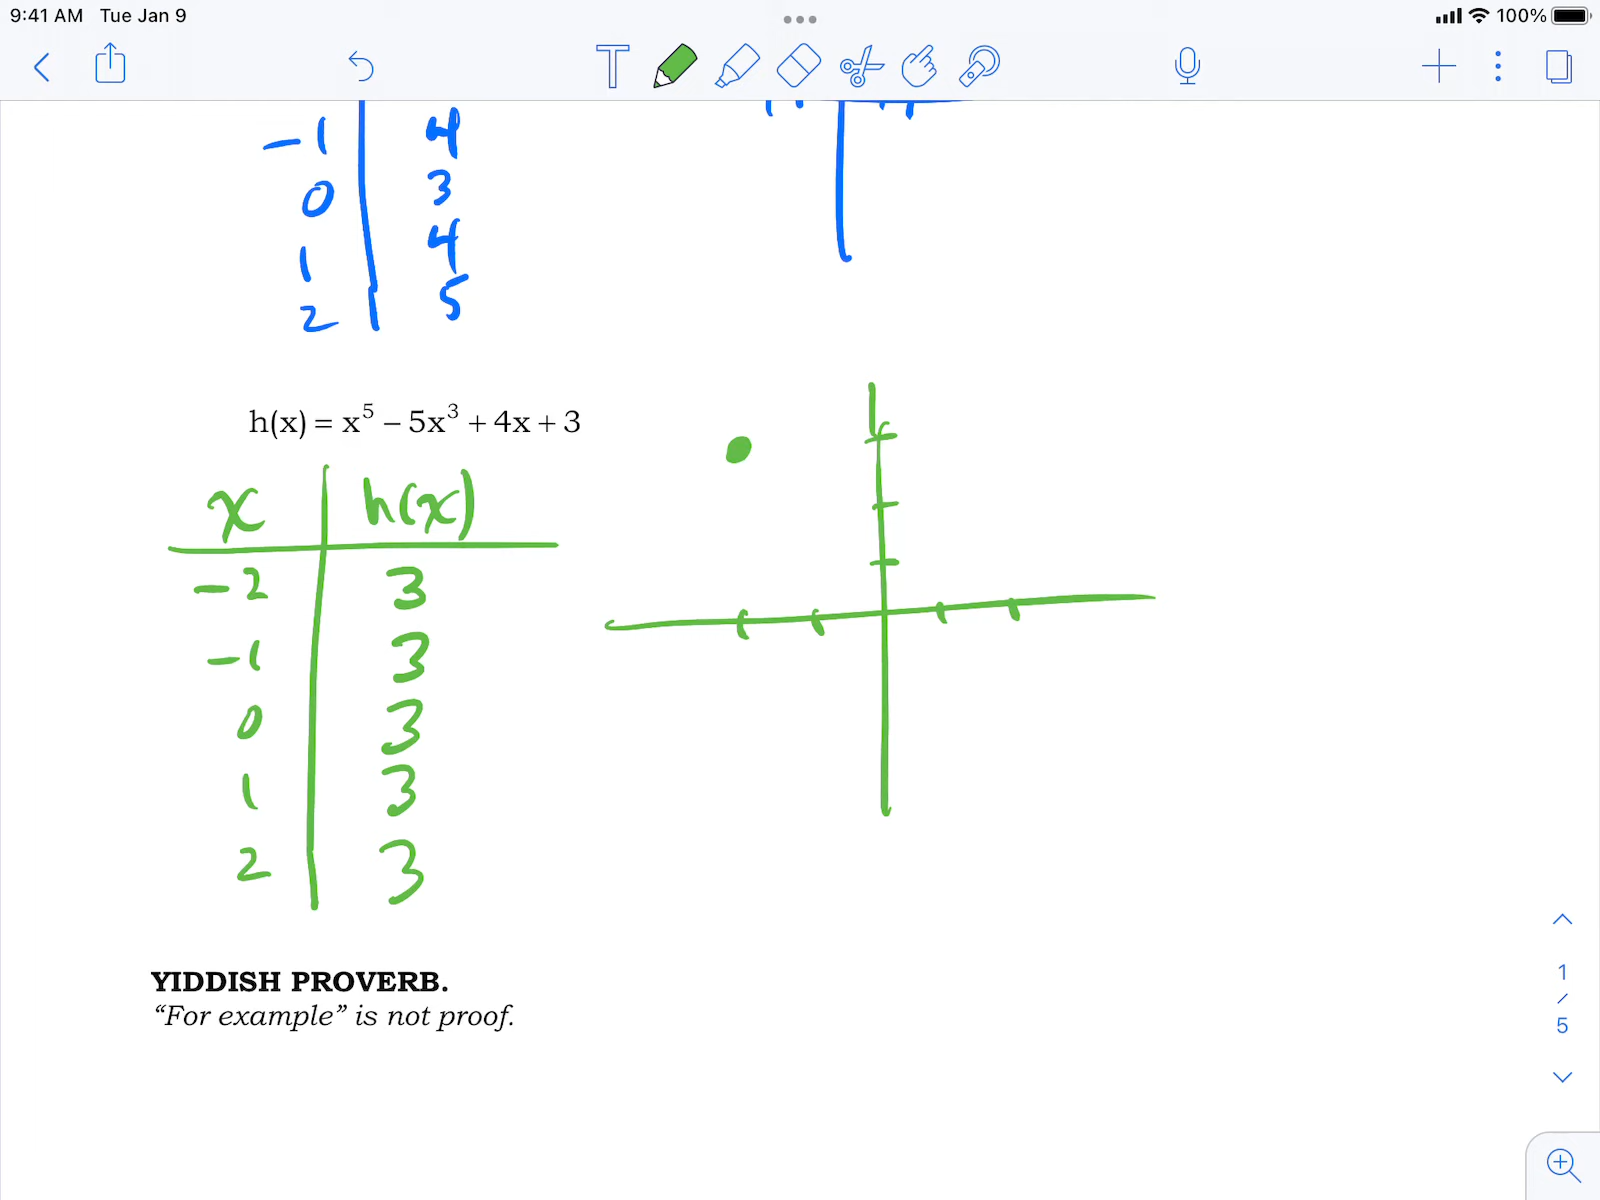 9:41 AM Tue Jan 9
100%
-1 4
0 3
1 4
2 5
h(x) = x⁵ – 5x³ + 4x + 3
x h(x)
-2 3
-1 3
0 3
1 3
2 3
YIDDISH PROVERB.
“For example” is not proof.
1
/
5